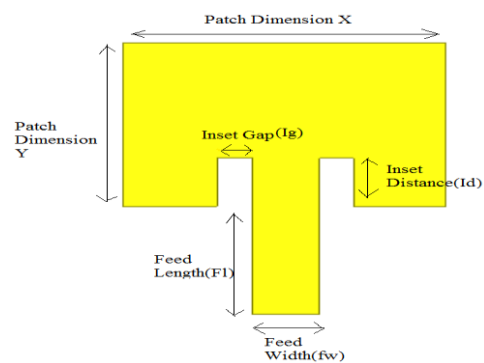 Patch Dimension X
Patch
Dimension
Y
Inset Gap(Ig)
Inset
Distance(Id)
Feed
Length(Fl)
Feed
Width(fw)